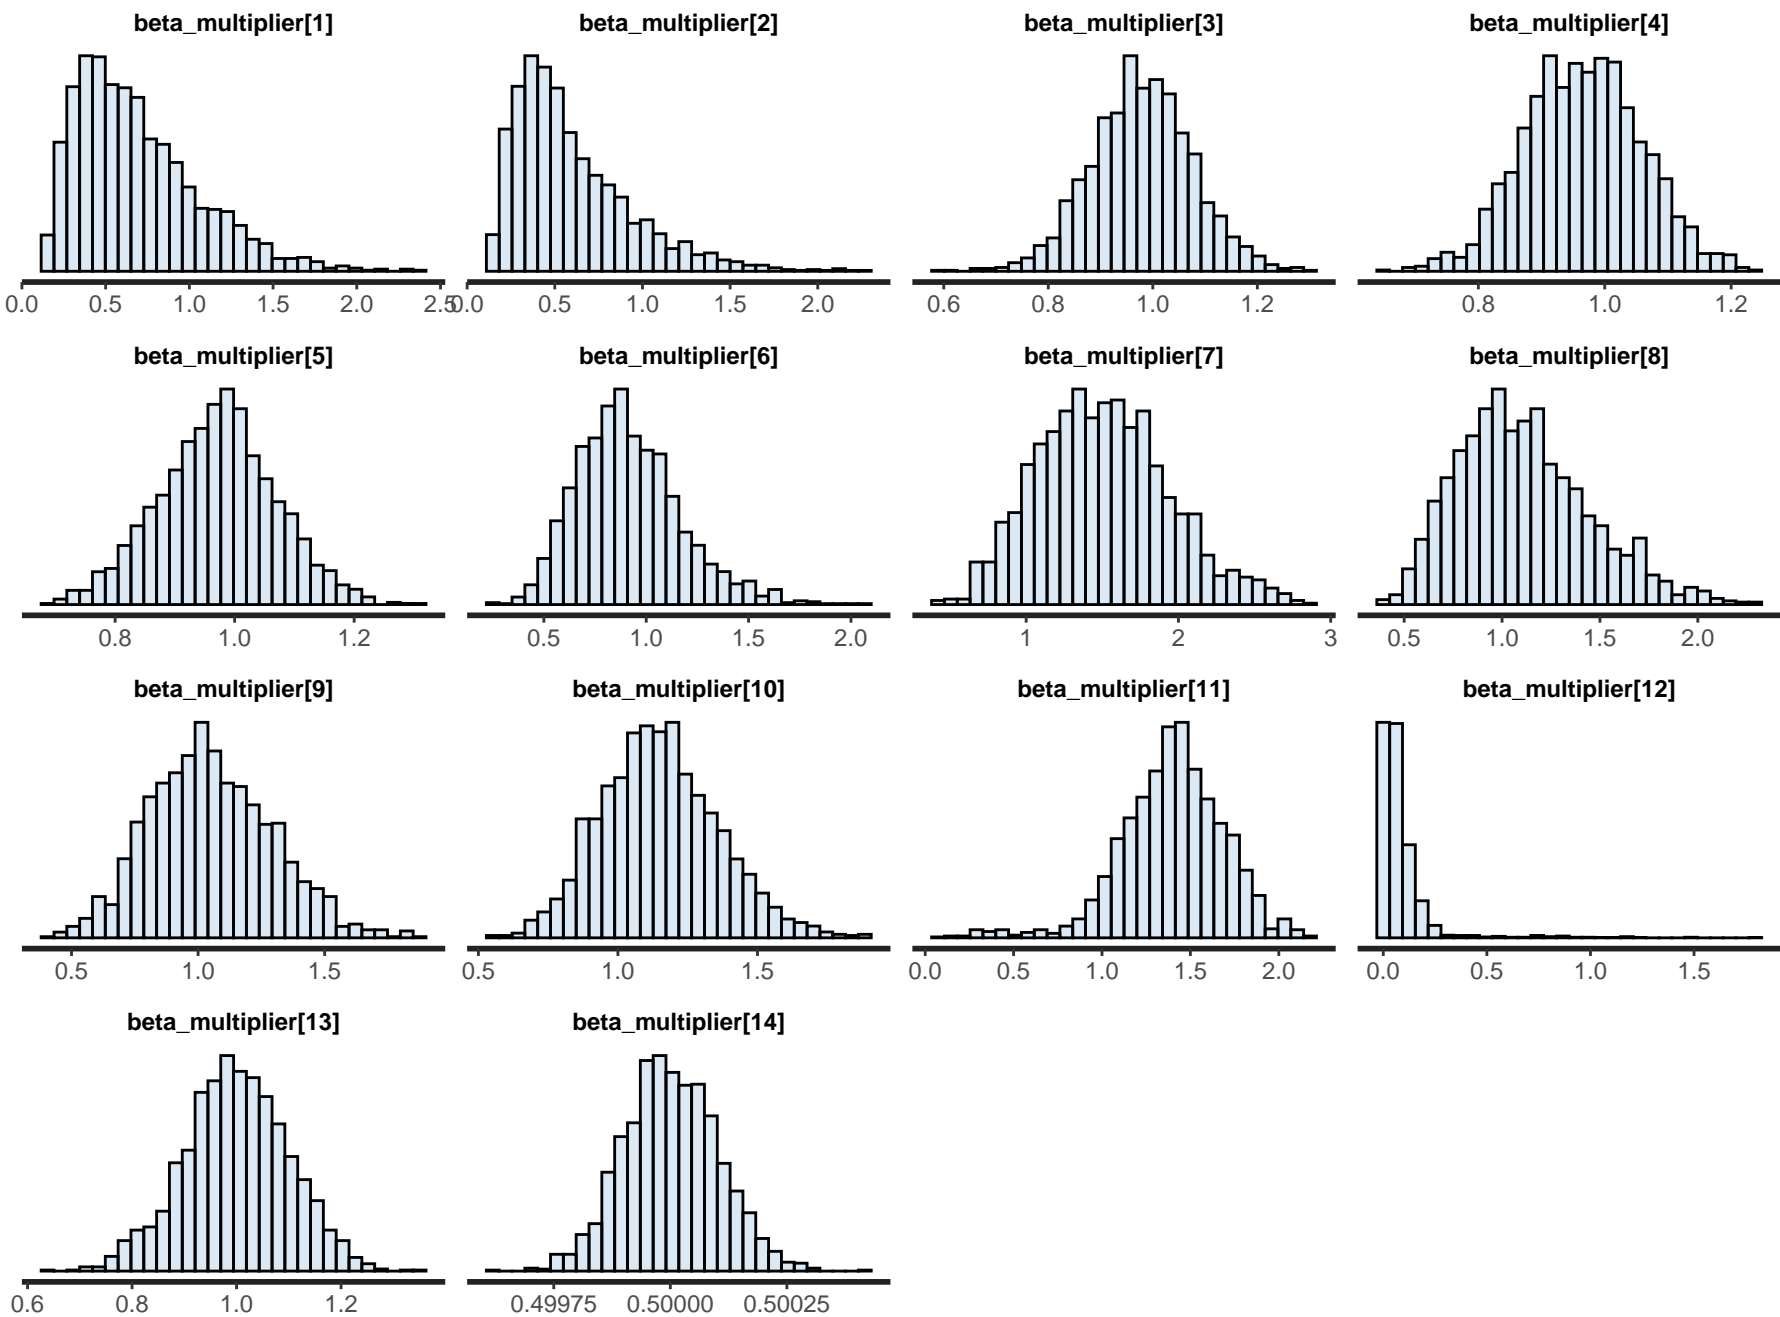 beta_multiplier[1] beta_multiplier[2] beta_multiplier[3] beta_multiplier[4]
0.0 0.5 1.0 1.5 2.0 2.5 0.0 0.5 1.0 1.5 2.0 0.6 0.8 1.0 1.2 0.8 1.0 1.2
beta_multiplier[5] beta_multiplier[6] beta_multiplier[7] beta_multiplier[8]
0.8 1.0 1.2 0.5 1.0 1.5 2.0 1 2 3 0.5 1.0 1.5 2.0
beta_multiplier[9] beta_multiplier[10] beta_multiplier[11] beta_multiplier[12]
0.5 1.0 1.5 0.5 1.0 1.5 0.0 0.5 1.0 1.5 2.0 0.0 0.5 1.0 1.5
beta_multiplier[13] beta_multiplier[14]
0.6 0.8 1.0 1.2 0.49975 0.50000 0.50025